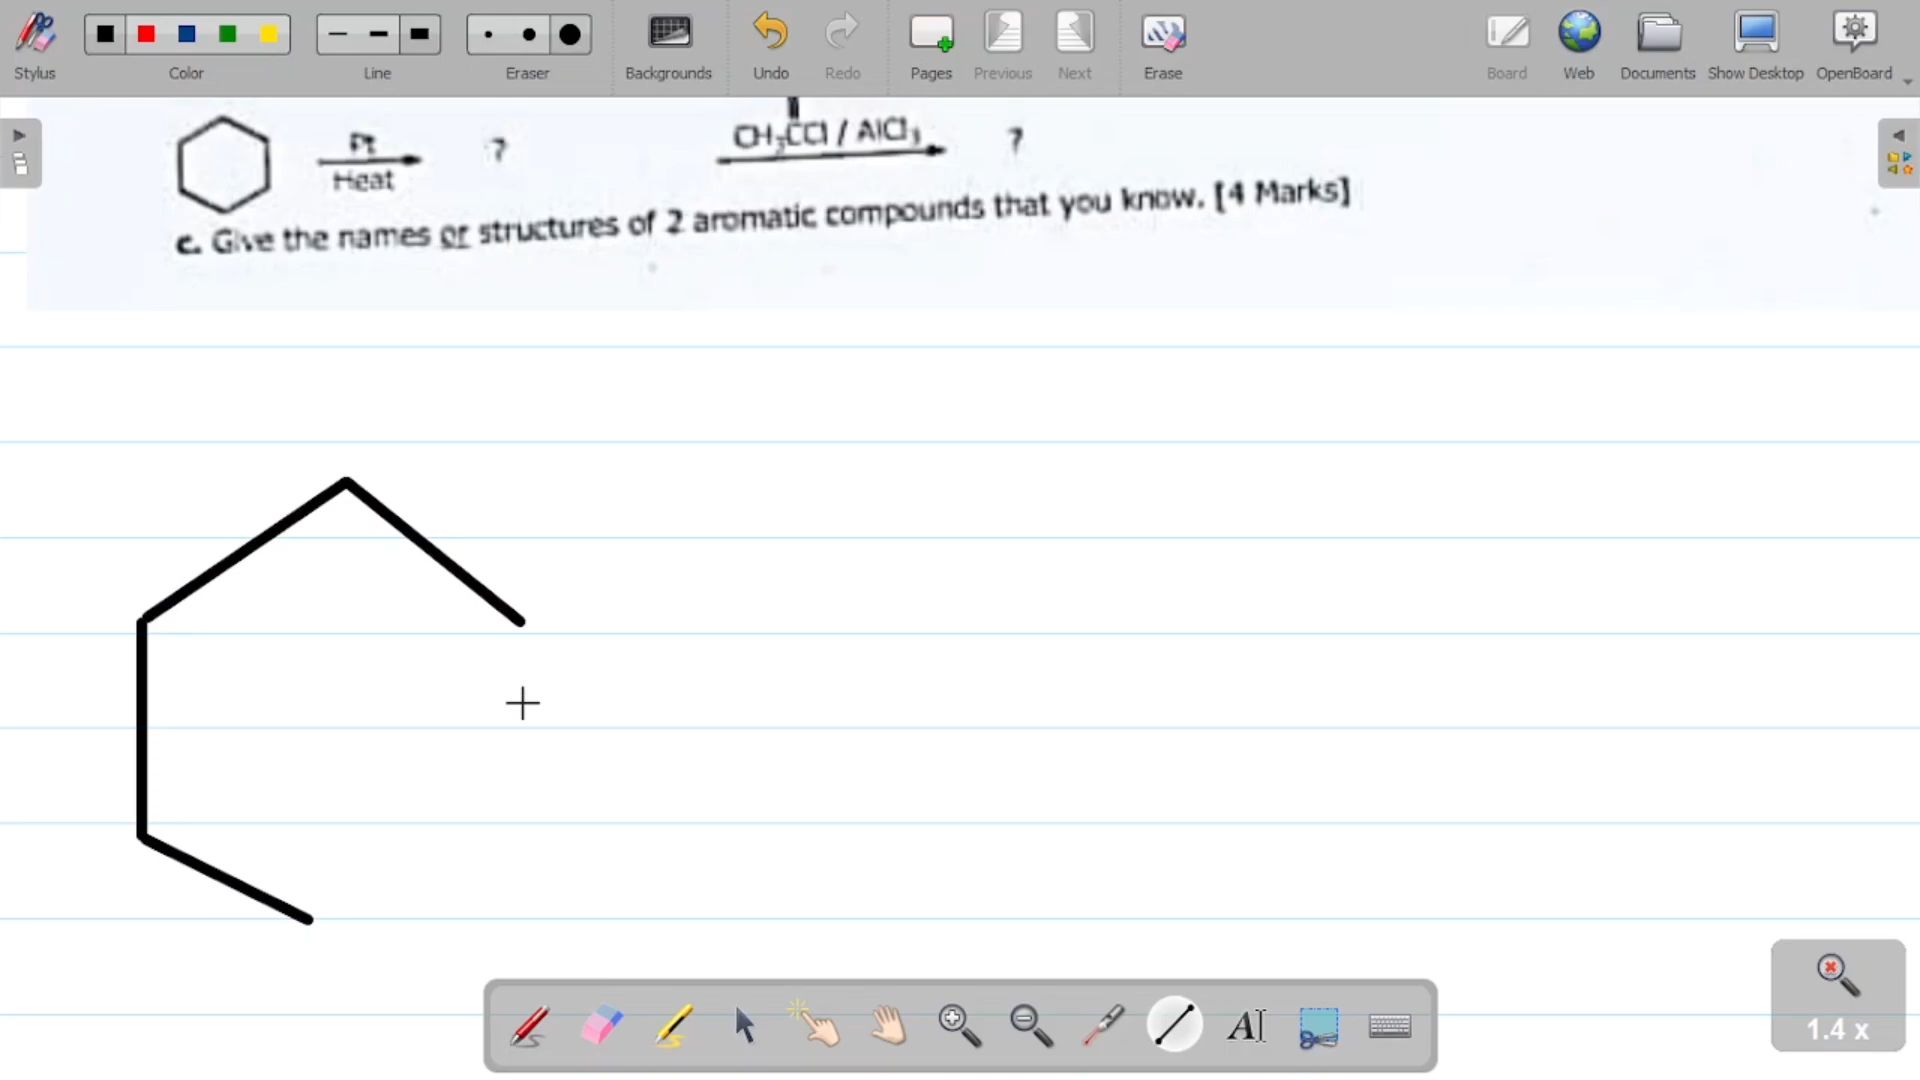 Stylus Color Line Eraser Backgrounds Undo Redo Pages Previous Next Erase Board Web Documents Show Desktop OpenBoard
Pt
Heat
?
CH₃CCl / AlCl₃
?
c. Give the names or structures of 2 aromatic compounds that you know. [4 Marks]
1.4 x